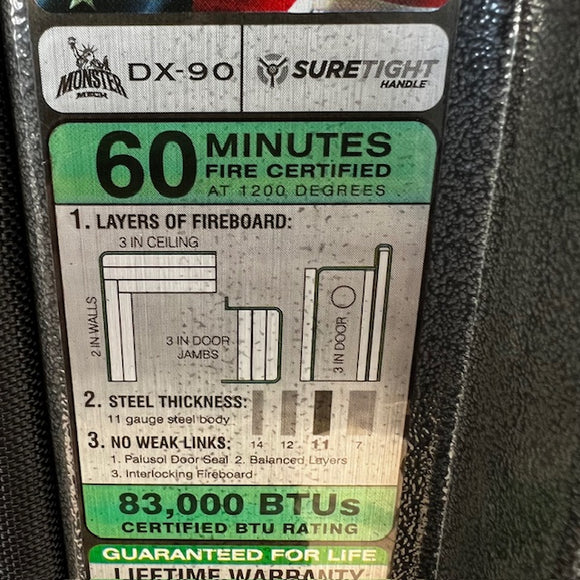 MONSTER
MECH
DX-90
SURETIGHT
HANDLE
60 MINUTES
FIRE CERTIFIED
AT 1200 DEGREES
1. LAYERS OF FIREBOARD:
3 IN CEILING
2 IN WALLS
3 IN DOOR
JAMBS
3 IN DOOR
2. STEEL THICKNESS:
11 gauge steel body
14 12 11 7
3. NO WEAK LINKS:
1. Palusol Door Seal 2. Balanced Layers
3. Interlocking Fireboard
83,000 BTUs
CERTIFIED BTU RATING
GUARANTEED FOR LIFE
LIFETIME WARRANTY